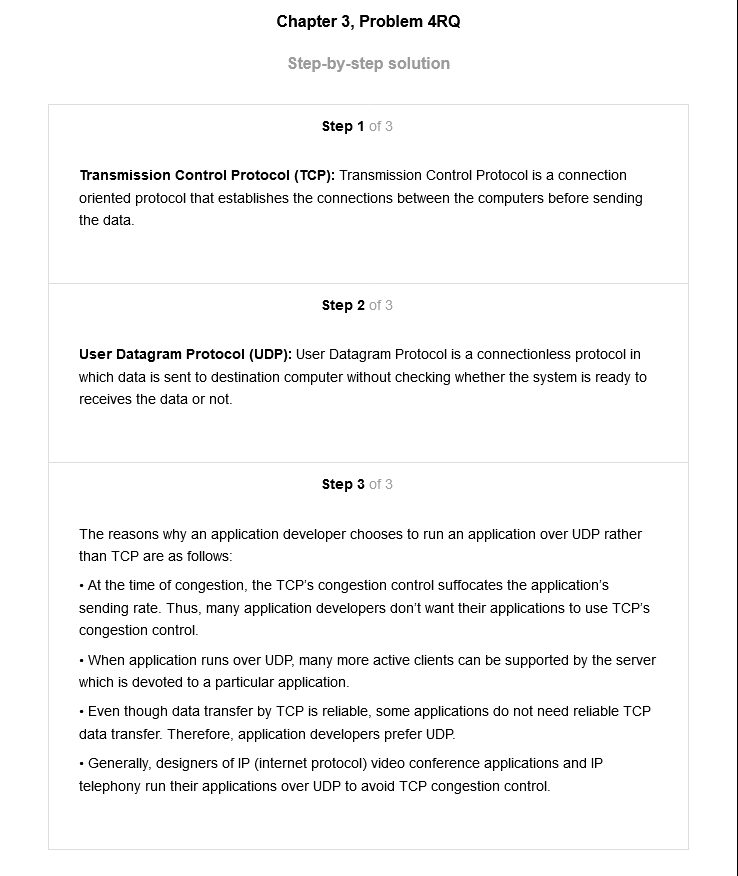 Chapter 3, Problem 4RQ
Step-by-step solution
Step 1 of 3
Transmission Control Protocol (TCP): Transmission Control Protocol is a connection
oriented protocol that establishes the connections between the computers before sending
the data.
Step 2 of 3
User Datagram Protocol (UDP): User Datagram Protocol is a connectionless protocol in
which data is sent to destination computer without checking whether the system is ready to
receives the data or not.
Step 3 of 3
The reasons why an application developer chooses to run an application over UDP rather
than TCP are as follows:
• At the time of congestion, the TCP’s congestion control suffocates the application’s
sending rate. Thus, many application developers don’t want their applications to use TCP’s
congestion control.
• When application runs over UDP, many more active clients can be supported by the server
which is devoted to a particular application.
• Even though data transfer by TCP is reliable, some applications do not need reliable TCP
data transfer. Therefore, application developers prefer UDP.
• Generally, designers of IP (internet protocol) video conference applications and IP
telephony run their applications over UDP to avoid TCP congestion control.